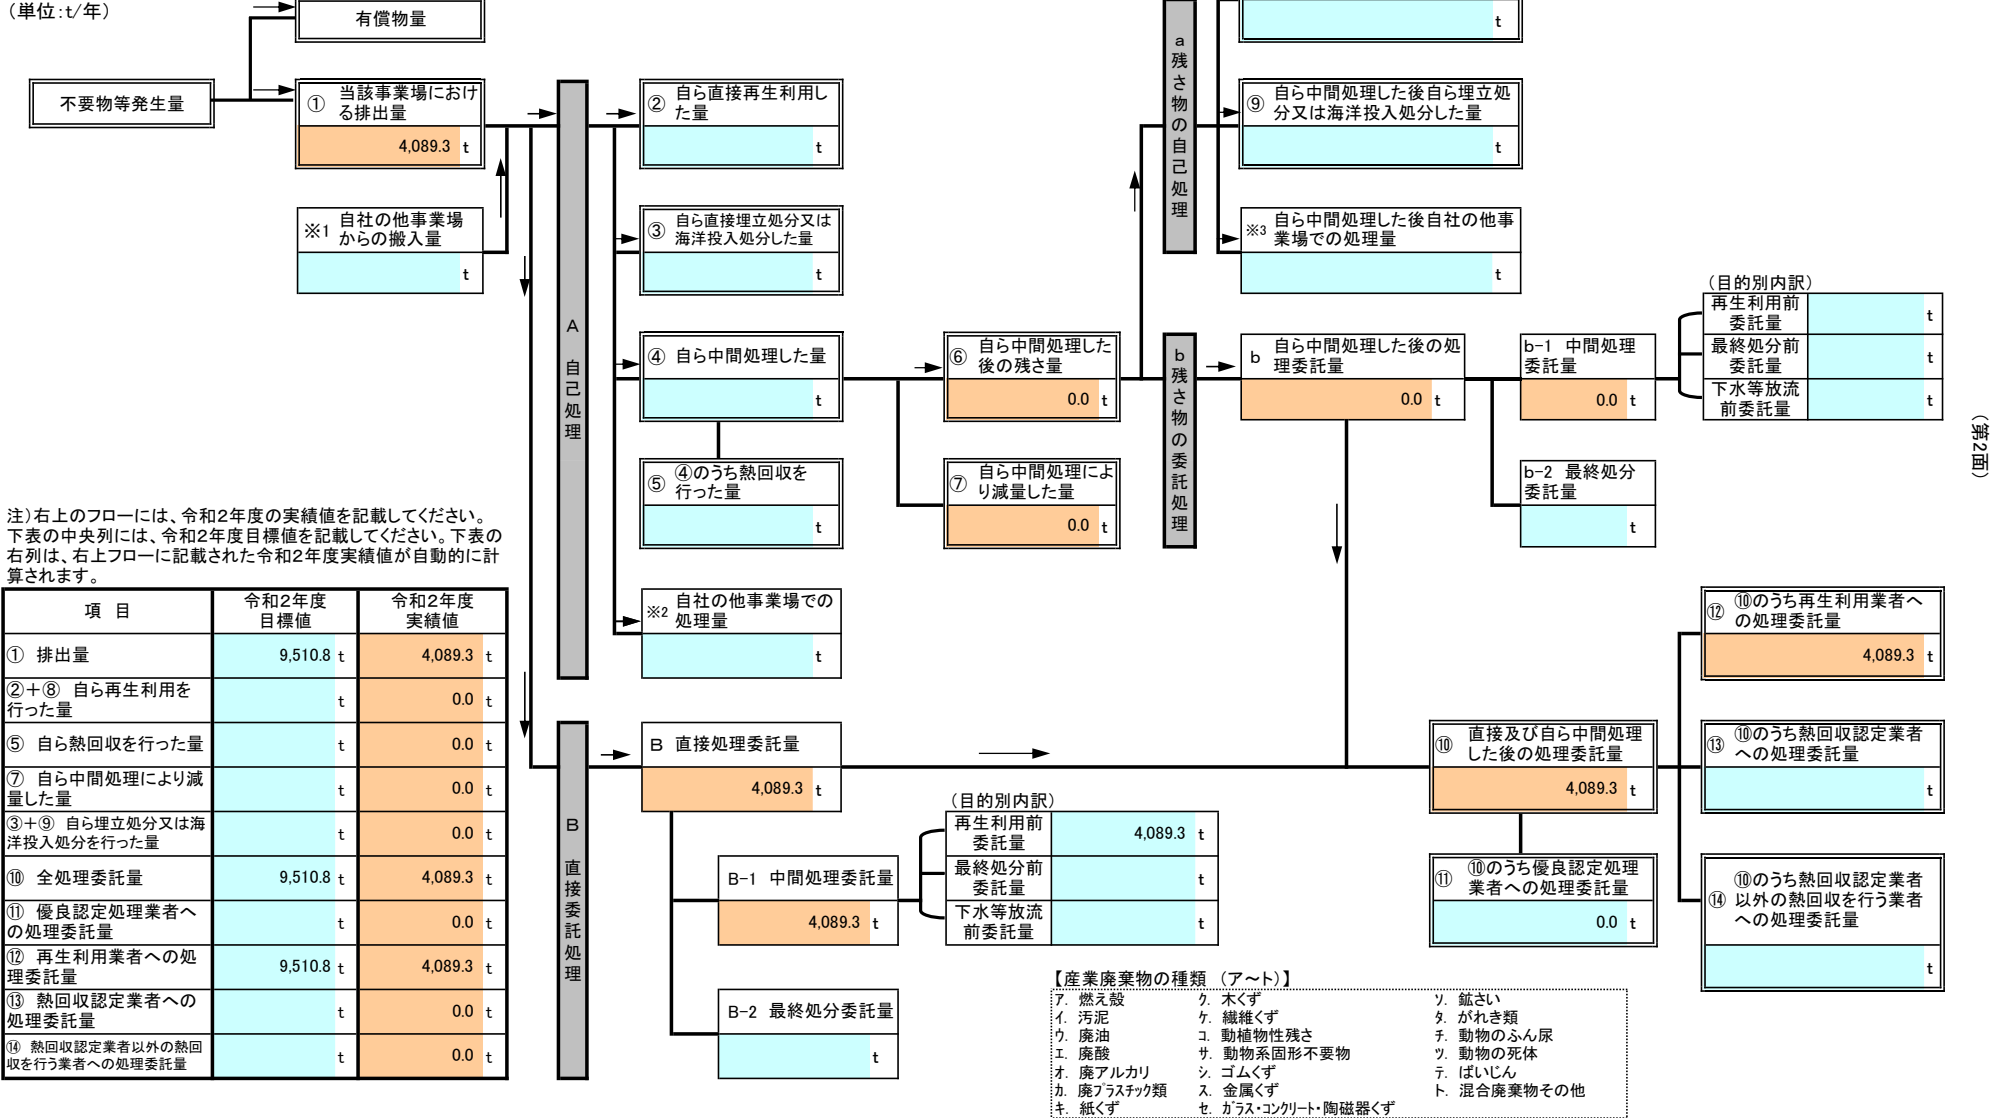 （単位:t/年）
有償物量
t
不要物等発生量
① 当該事業場におけ
る排出量
4,089.3 t
※1 自社の他事業場
からの搬入量
t
A 自己処理
② 自ら直接再生利用し
た量
t
③ 自ら直接埋立処分又は
海洋投入処分した量
t
④ 自ら中間処理した量
t
⑤ ④のうち熱回収を
行った量
t
※2 自社の他事業場での
処理量
t
⑥ 自ら中間処理した
後の残さ量
0.0 t
⑦ 自ら中間処理によ
り減量した量
0.0 t
a 残さ物の自己処理
⑨ 自ら中間処理した後自ら埋立処
分又は海洋投入処分した量
t
※3 自ら中間処理した後自社の他事
業場での処理量
t
b 残さ物の委託処理
b 自ら中間処理した後の処
理委託量
0.0 t
b-1 中間処理
委託量
0.0 t
b-2 最終処分
委託量
t
（目的別内訳）
再生利用前
委託量
t
最終処分前
委託量
t
下水等放流
前委託量
t
（第2面）
注）右上のフローには、令和2年度の実績値を記載してください。
下表の中央列には、令和2年度目標値を記載してください。下表の
右列は、右上フローに記載された令和2年度実績値が自動的に計
算されます。
項 目
令和2年度
目標値
令和2年度
実績値
① 排出量 9,510.8 t 4,089.3 t
②＋⑧ 自ら再生利用を
行った量 t 0.0 t
⑤ 自ら熱回収を行った量 t 0.0 t
⑦ 自ら中間処理により減
量した量 t 0.0 t
③＋⑨ 自ら埋立処分又は海
洋投入処分を行った量 t 0.0 t
⑩ 全処理委託量 9,510.8 t 4,089.3 t
⑪ 優良認定処理業者へ
の処理委託量 t 0.0 t
⑫ 再生利用業者への処
理委託量 9,510.8 t 4,089.3 t
⑬ 熱回収認定業者への
処理委託量 t 0.0 t
⑭ 熱回収認定業者以外の熱回
収を行う業者への処理委託量 t 0.0 t
B 直接委託処理
B 直接処理委託量
4,089.3 t
B-1 中間処理委託量
4,089.3 t
B-2 最終処分委託量
t
（目的別内訳）
再生利用前
委託量
4,089.3 t
最終処分前
委託量
t
下水等放流
前委託量
t
⑩ 直接及び自ら中間処理
した後の処理委託量
4,089.3 t
⑪ ⑩のうち優良認定処理
業者への処理委託量
0.0 t
⑫ ⑩のうち再生利用業者へ
の処理委託量
4,089.3 t
⑬ ⑩のうち熱回収認定業者
への処理委託量
t
⑭ ⑩のうち熱回収認定業者
以外の熱回収を行う業者
への処理委託量
t
【産業廃棄物の種類 （ア～ト）】
ア. 燃え殻 ク. 木くず ソ. 鉱さい
イ. 汚泥 ケ. 繊維くず タ. がれき類
ウ. 廃油 コ. 動植物性残さ チ. 動物のふん尿
エ. 廃酸 サ. 動物系固形不要物 ツ. 動物の死体
オ. 廃アルカリ シ. ゴムくず テ. ばいじん
カ. 廃プラスチック類 ス. 金属くず ト. 混合廃棄物その他
キ. 紙くず セ. ガラス・コンクリート・陶磁器くず